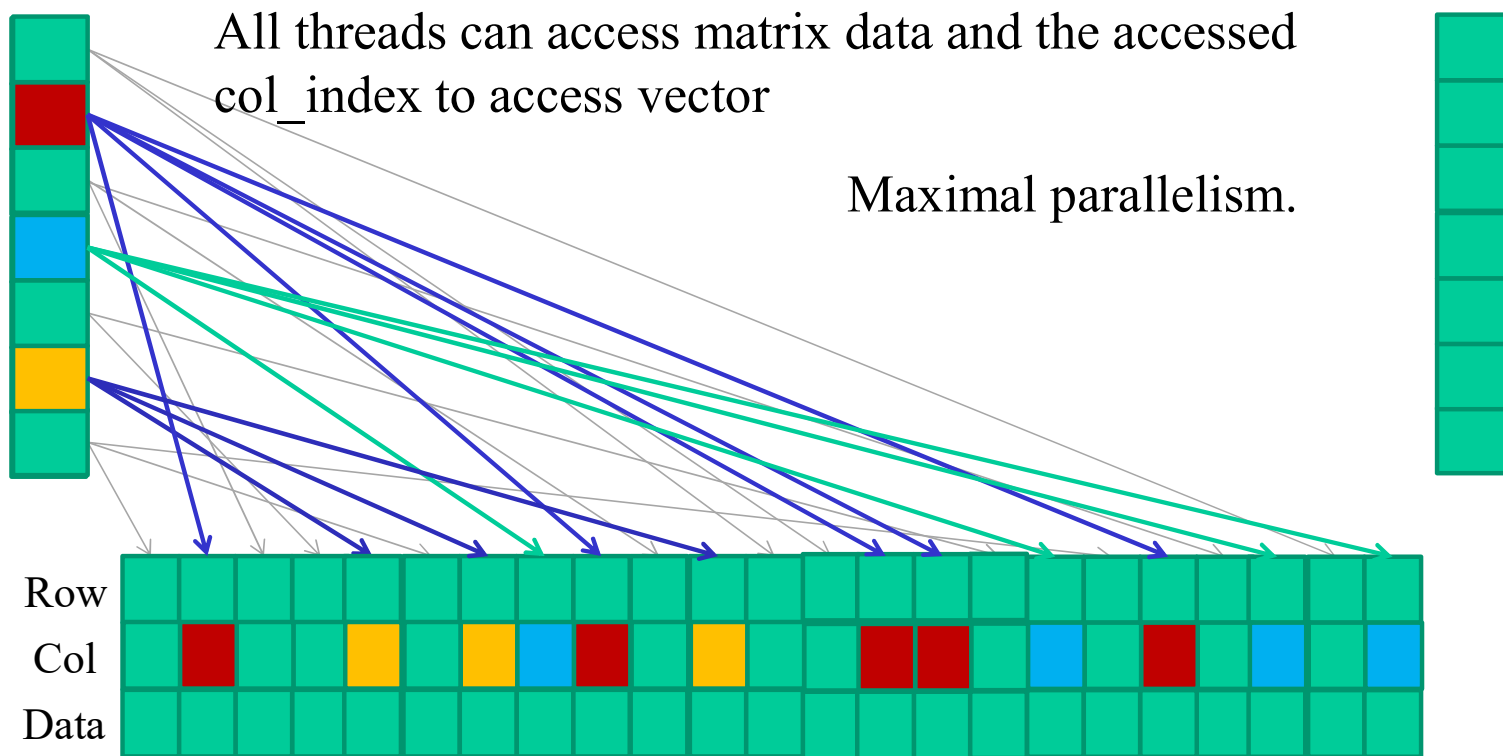 All threads can access matrix data and the accessed
col_index to access vector
Maximal parallelism.
Row
Col
Data